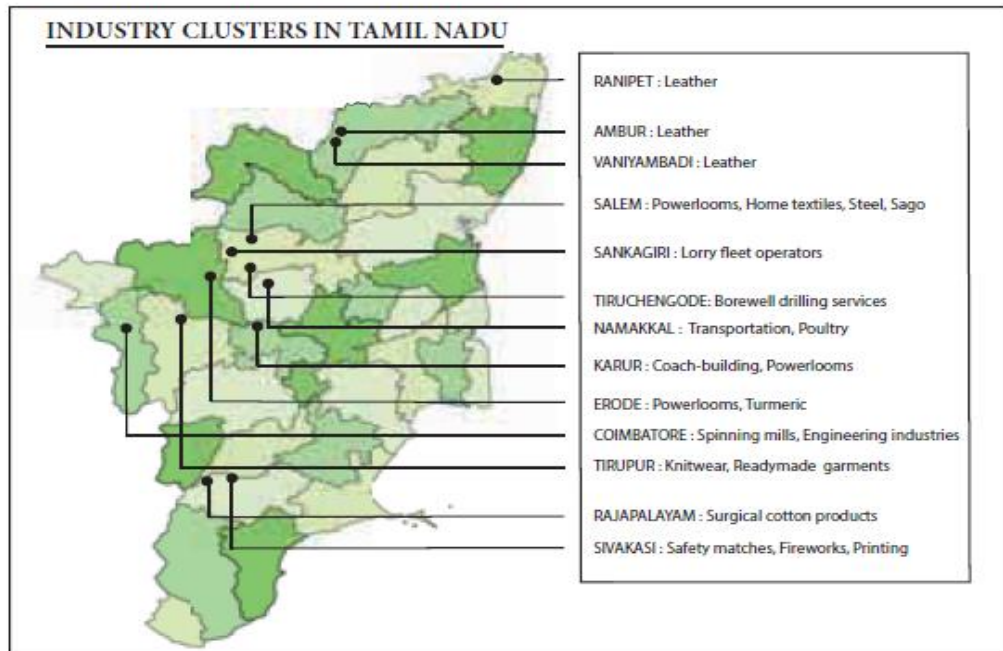 INDUSTRY CLUSTERS IN TAMIL NADU
RANIPET : Leather
AMBUR : Leather
VANIYAMBADI : Leather
SALEM : Powerlooms, Home textiles, Steel, Sago
SANKAGIRI : Lorry fleet operators
TIRUCHENGODE: Borewell drilling services
NAMAKKAL : Transportation, Poultry
KARUR : Coach-building, Powerlooms
ERODE : Powerlooms, Turmeric
COIMBATORE : Spinning mills, Engineering industries
TIRUPUR : Knitwear, Readymade garments
RAJAPALAYAM : Surgical cotton products
SIVAKASI : Safety matches, Fireworks, Printing